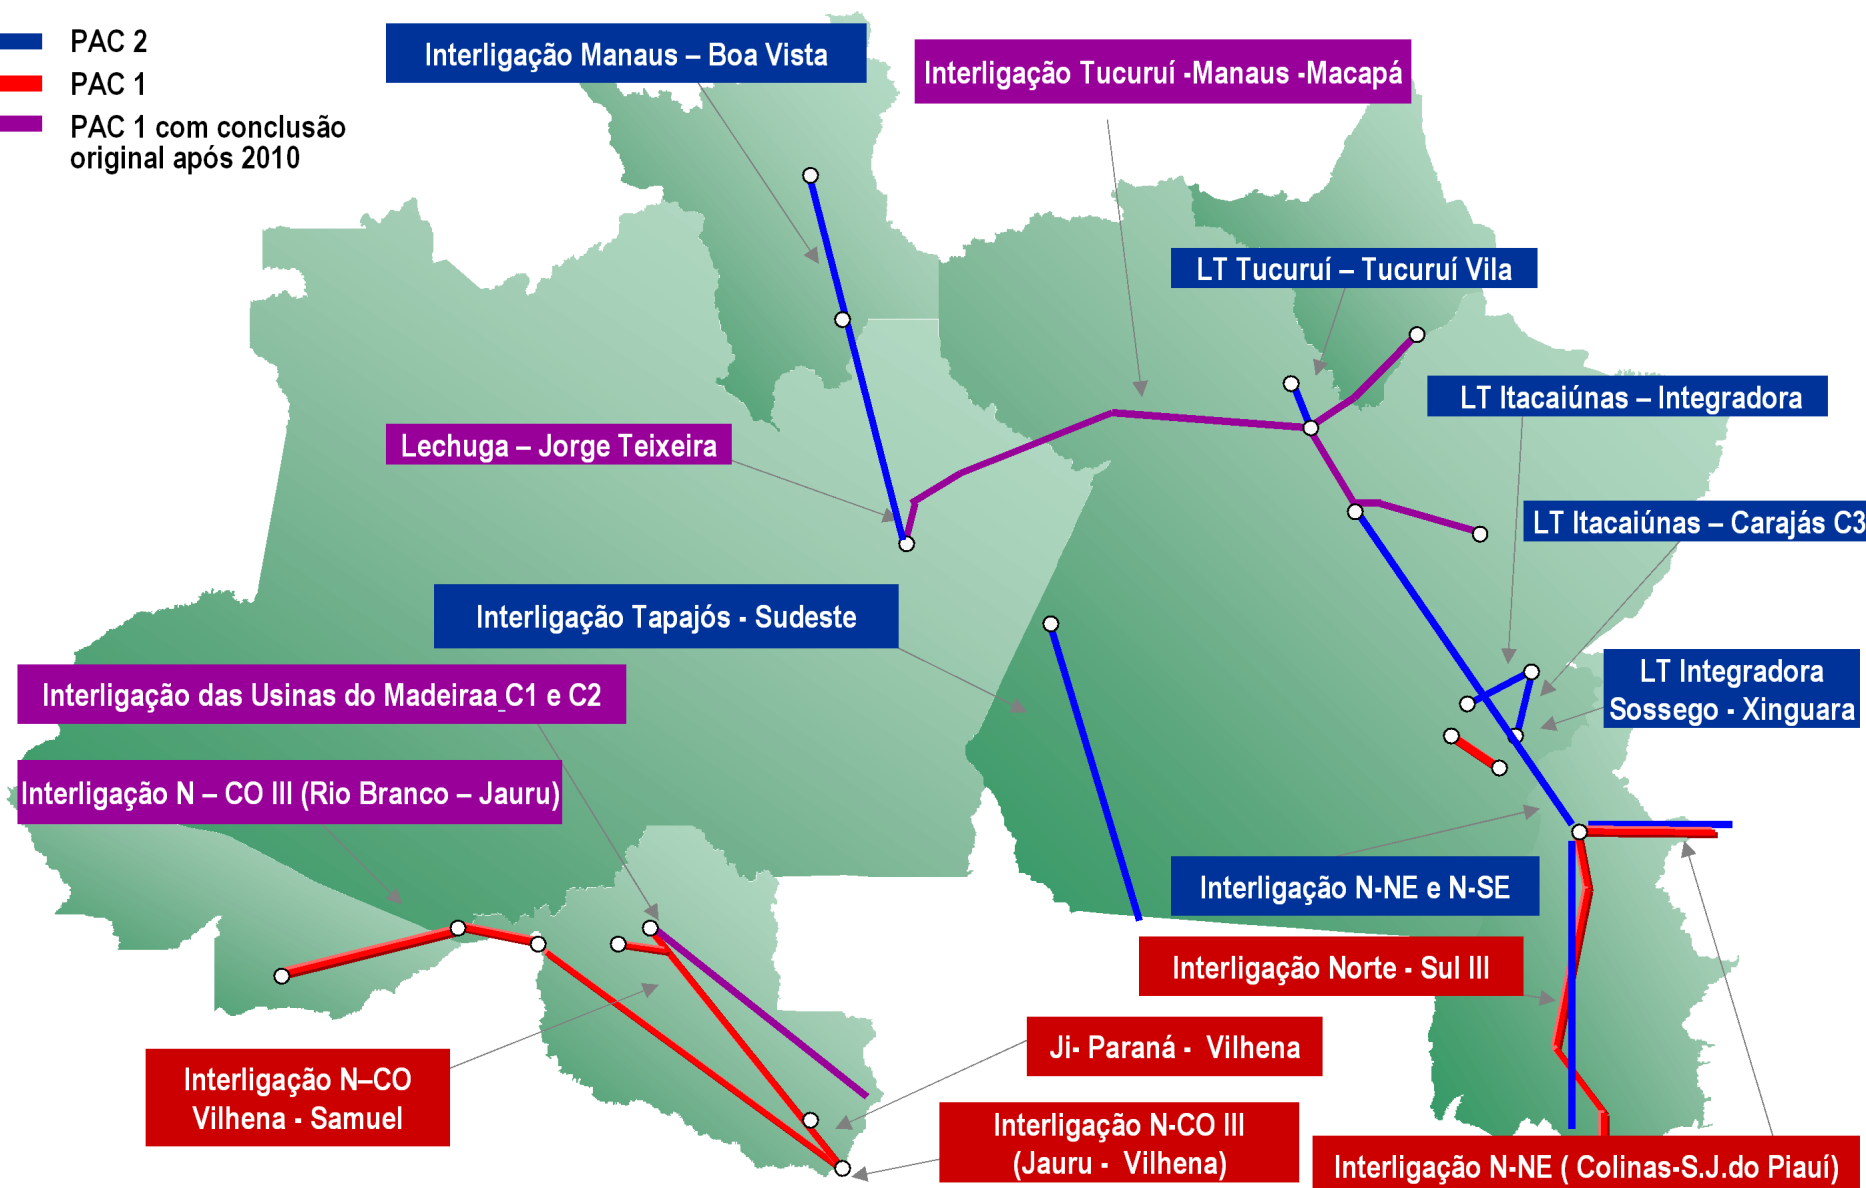 PAC 2
PAC 1
PAC 1 com conclusão
original após 2010
Interligação Manaus – Boa Vista
Interligação Tucuruí -Manaus -Macapá
LT Tucuruí – Tucuruí Vila
LT Itacaiúnas – Integradora
Lechuga – Jorge Teixeira
LT Itacaiúnas – Carajás C3
Interligação Tapajós - Sudeste
LT Integradora
Sossego - Xinguara
Interligação das Usinas do Madeiraa_C1 e C2
Interligação N – CO III (Rio Branco – Jauru)
Interligação N-NE e N-SE
Interligação Norte - Sul III
Ji- Paraná - Vilhena
Interligação N–CO
Vilhena - Samuel
Interligação N-CO III
(Jauru - Vilhena)
Interligação N-NE ( Colinas-S.J.do Piauí)